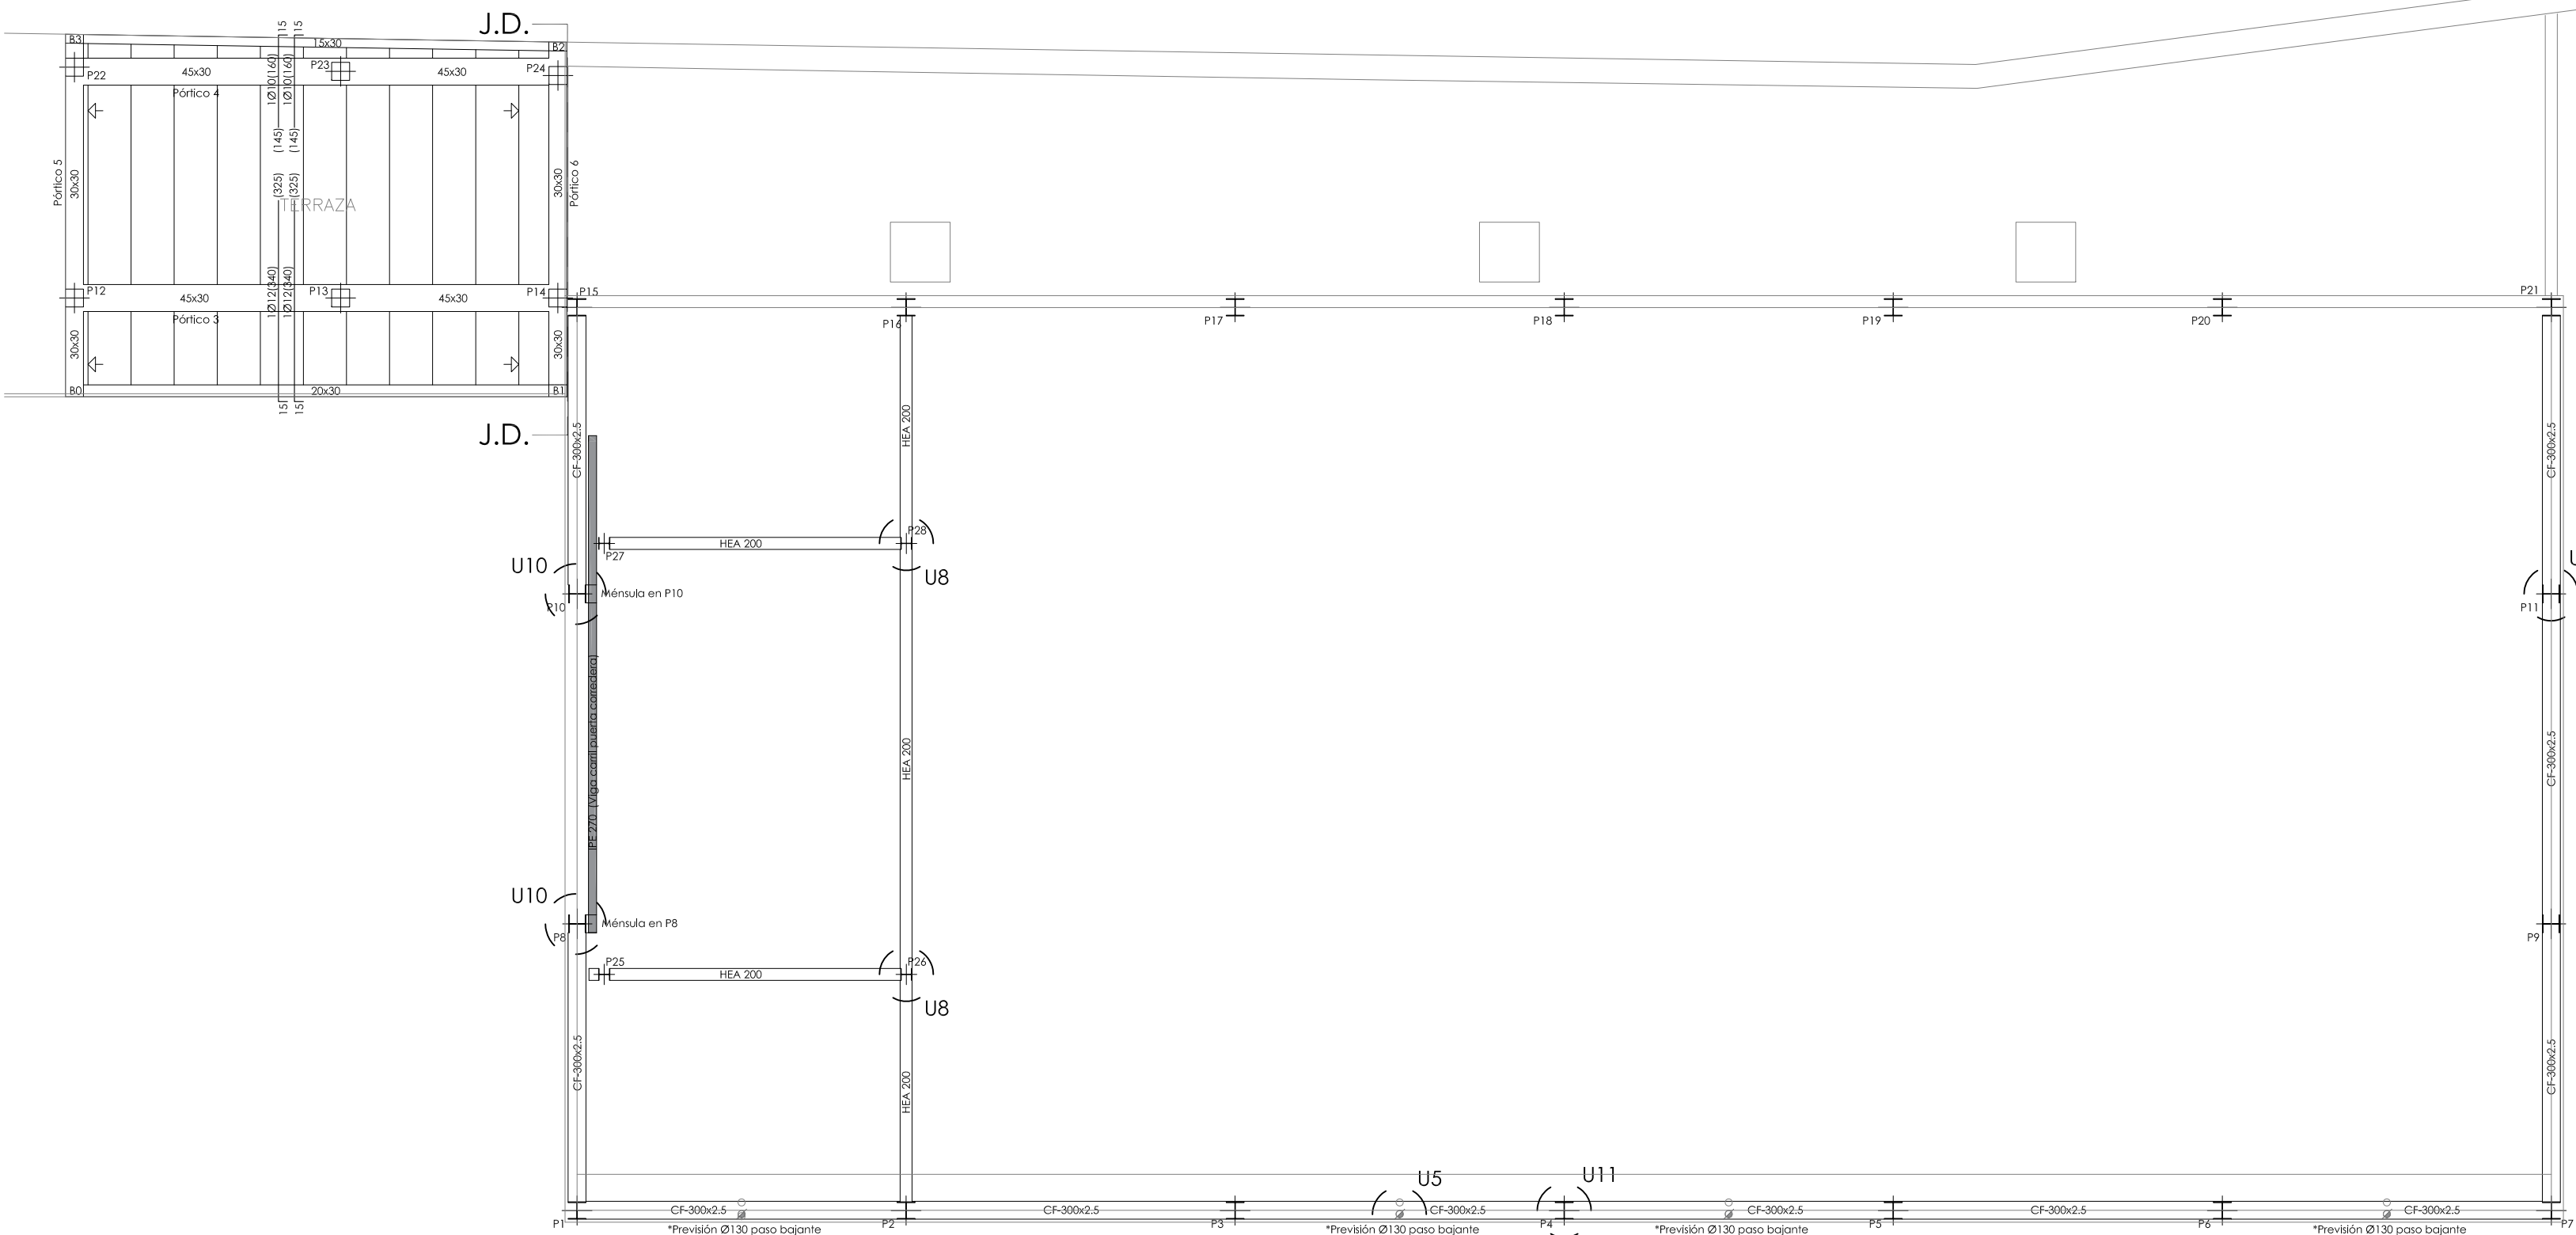 J.D.
B3
15x30
B2
15
15
P22
45x30
P23
45x30
P24
1Ø10(160)
1Ø10(160)
Pórtico 4
(145)
(145)
Pórtico 5
30x30
(325)
(325)
TERRAZA
30x30
Pórtico 6
P12
45x30
P13
45x30
P14
P15
1Ø12(340)
1Ø12(340)
Pórtico 3
30x30
30x30
B0
20x30
B1
15
15
J.D.
P16
P17
P18
P19
P20
P21
CF-300x2.5
HEA 200
CF-300x2.5
P28
HEA 200
P27
U10
U8
Ménsula en P10
P10
P11
IPE 270 (Viga carril puerta corredera)
HEA 200
CF-300x2.5
U10
Ménsula en P8
P8
P9
P25
HEA 200
P26
U8
CF-300x2.5
HEA 200
CF-300x2.5
U5
U11
CF-300x2.5
CF-300x2.5
CF-300x2.5
CF-300x2.5
CF-300x2.5
CF-300x2.5
P1
P2
P3
P4
P5
P6
P7
*Previsión Ø130 paso bajante
*Previsión Ø130 paso bajante
*Previsión Ø130 paso bajante
*Previsión Ø130 paso bajante